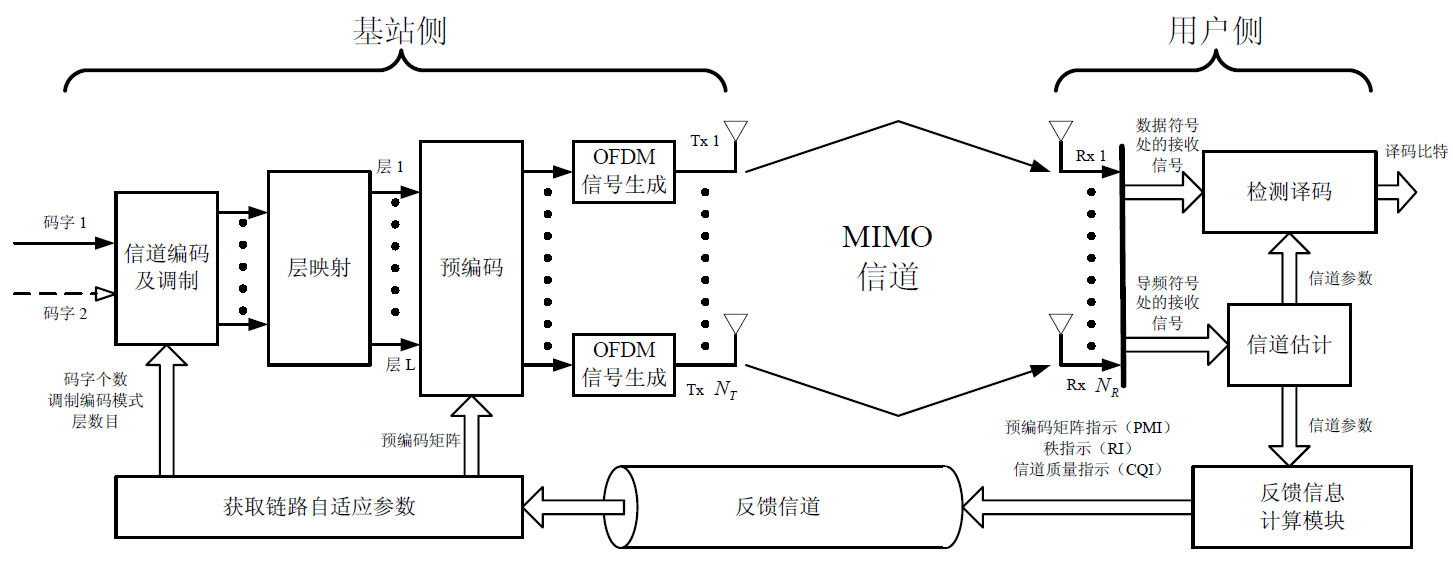 基站侧
用户侧
码字 1
码字 2
信道编码
及调制
层映射
层 1
层 L
预编码
OFDM
信号生成
OFDM
信号生成
Tx 1
Tx N_T
MIMO
信道
Rx 1
Rx N_R
数据符号
处的接收
信号
检测译码
译码比特
导频符号
处的接收
信号
信道参数
信道估计
信道参数
码字个数
调制编码模式
层数目
预编码矩阵
获取链路自适应参数
反馈信道
预编码矩阵指示（PMI）
秩指示（RI）
信道质量指示（CQI）
反馈信息
计算模块